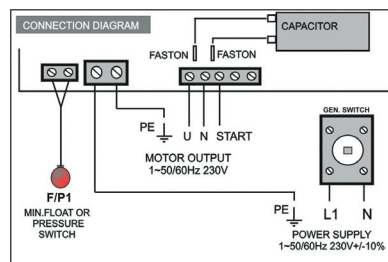 CONNECTION DIAGRAM
CAPACITOR
FASTON
FASTON
PE
U N START
MOTOR OUTPUT
1~50/60Hz 230V
F/P1
MIN.FLOAT OR
PRESSURE
SWITCH
GEN. SWITCH
PE
L1 N
POWER SUPPLY
1~50/60Hz 230V+/-10%